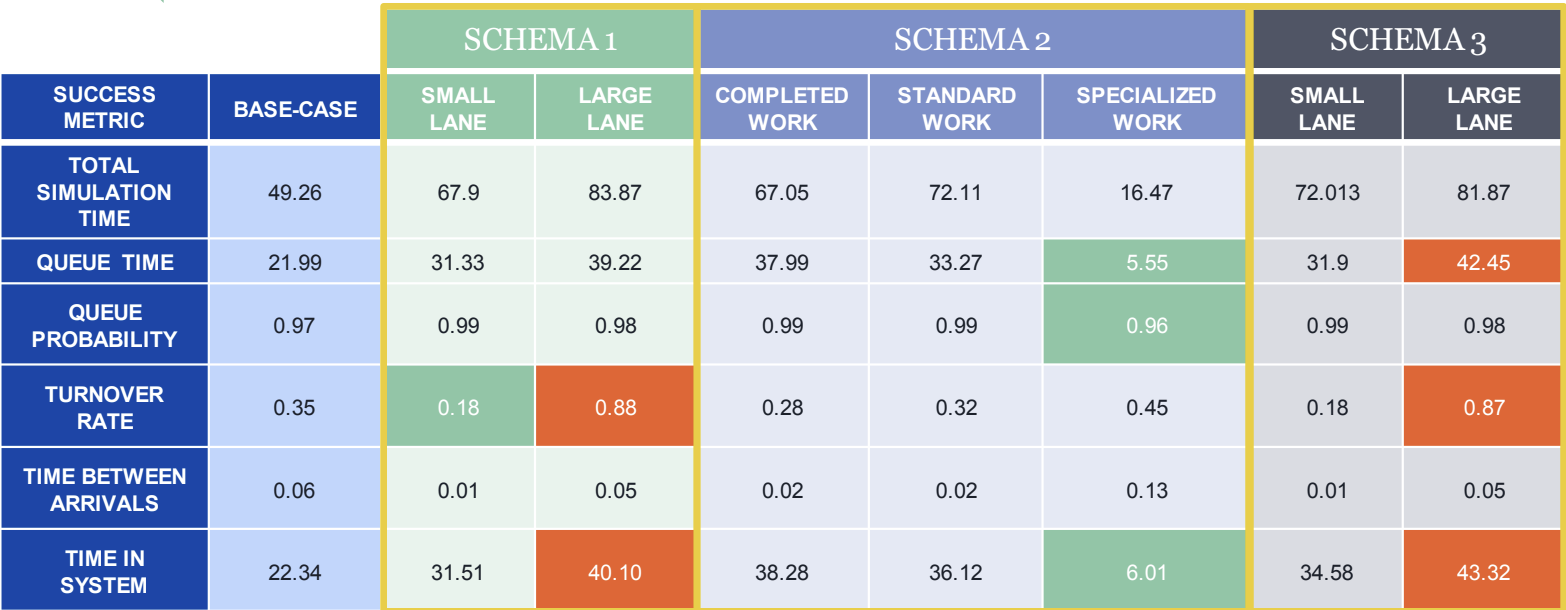 SCHEMA 1 SCHEMA 2 SCHEMA 3
SUCCESS METRIC BASE-CASE SMALL LANE LARGE LANE COMPLETED WORK STANDARD WORK SPECIALIZED WORK SMALL LANE LARGE LANE
TOTAL SIMULATION TIME 49.26 67.9 83.87 67.05 72.11 16.47 72.013 81.87
QUEUE TIME 21.99 31.33 39.22 37.99 33.27 5.55 31.9 42.45
QUEUE PROBABILITY 0.97 0.99 0.98 0.99 0.99 0.96 0.99 0.98
TURNOVER RATE 0.35 0.18 0.88 0.28 0.32 0.45 0.18 0.87
TIME BETWEEN ARRIVALS 0.06 0.01 0.05 0.02 0.02 0.13 0.01 0.05
TIME IN SYSTEM 22.34 31.51 40.10 38.28 36.12 6.01 34.58 43.32